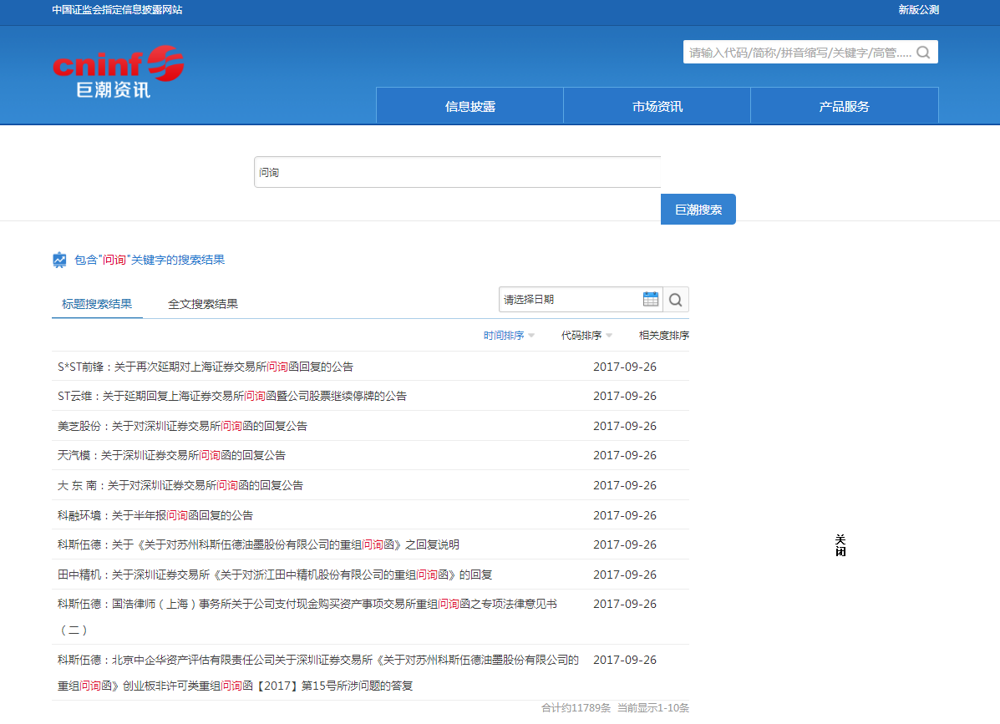 中国证监会指定信息披露网站
新版公测
cninf
巨潮资讯
请输入代码/简称/拼音缩写/关键字/高管.....
信息披露 市场资讯 产品服务
问询
巨潮搜索
包含"问询"关键字的搜索结果
标题搜索结果 全文搜索结果 请选择日期
时间排序 代码排序 相关度排序
S*ST前锋：关于再次延期对上海证券交易所问询函回复的公告 2017-09-26
ST云维：关于延期回复上海证券交易所问询函暨公司股票继续停牌的公告 2017-09-26
美芝股份：关于对深圳证券交易所问询函的回复公告 2017-09-26
天汽模：关于深圳证券交易所问询函的回复公告 2017-09-26
大 东 南：关于对深圳证券交易所问询函的回复公告 2017-09-26
科融环境：关于半年报问询函回复的公告 2017-09-26
科斯伍德：关于《关于对苏州科斯伍德油墨股份有限公司的重组问询函》之回复说明 2017-09-26
田中精机：关于深圳证券交易所《关于对浙江田中精机股份有限公司的重组问询函》的回复 2017-09-26
科斯伍德：国浩律师（上海）事务所关于公司支付现金购买资产事项交易所重组问询函之专项法律意见书 2017-09-26
（二）
科斯伍德：北京中企华资产评估有限责任公司关于深圳证券交易所《关于对苏州科斯伍德油墨股份有限公司的 2017-09-26
重组问询函》创业板非许可类重组问询函【2017】第15号所涉问题的答复
合计约11789条 当前显示1-10条
关
闭